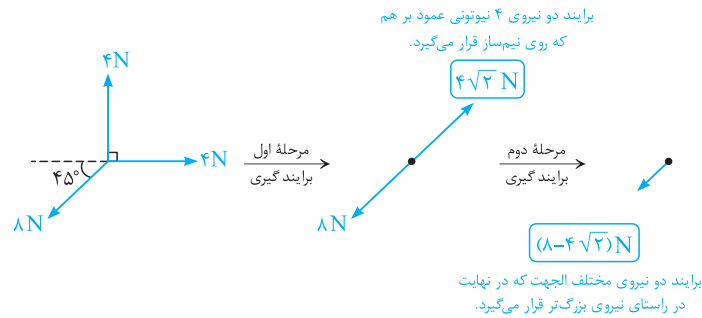 برایند دو نیروی ۴ نیوتونی عمود بر هم
که روی نیم‌ساز قرار می‌گیرد.
۴√۲ N
۴N
۴N
۴۵°
۸N
مرحلهٔ اول
برایند گیری
۸N
مرحلهٔ دوم
برایند گیری
(۸−۴√۲)N
برایند دو نیروی مختلف الجهت که در نهایت
در راستای نیروی بزرگ‌تر قرار می‌گیرد.